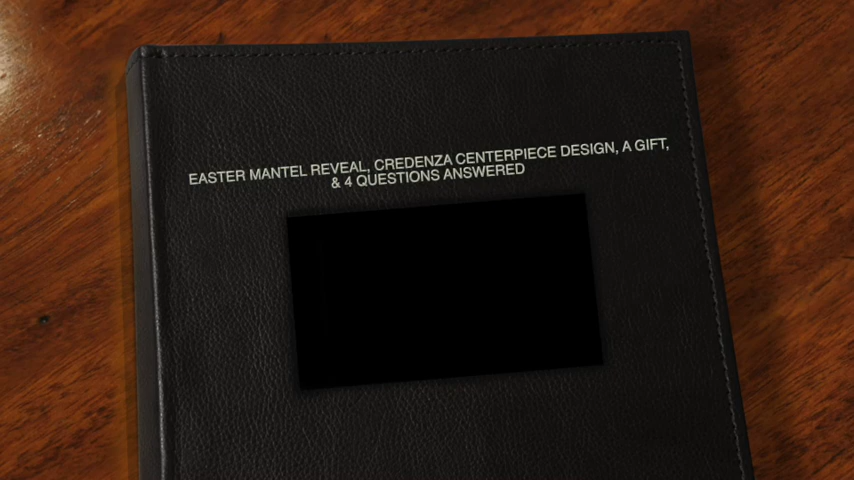 EASTER MANTEL REVEAL, CREDENZA CENTERPIECE DESIGN, A GIFT,
& 4 QUESTIONS ANSWERED